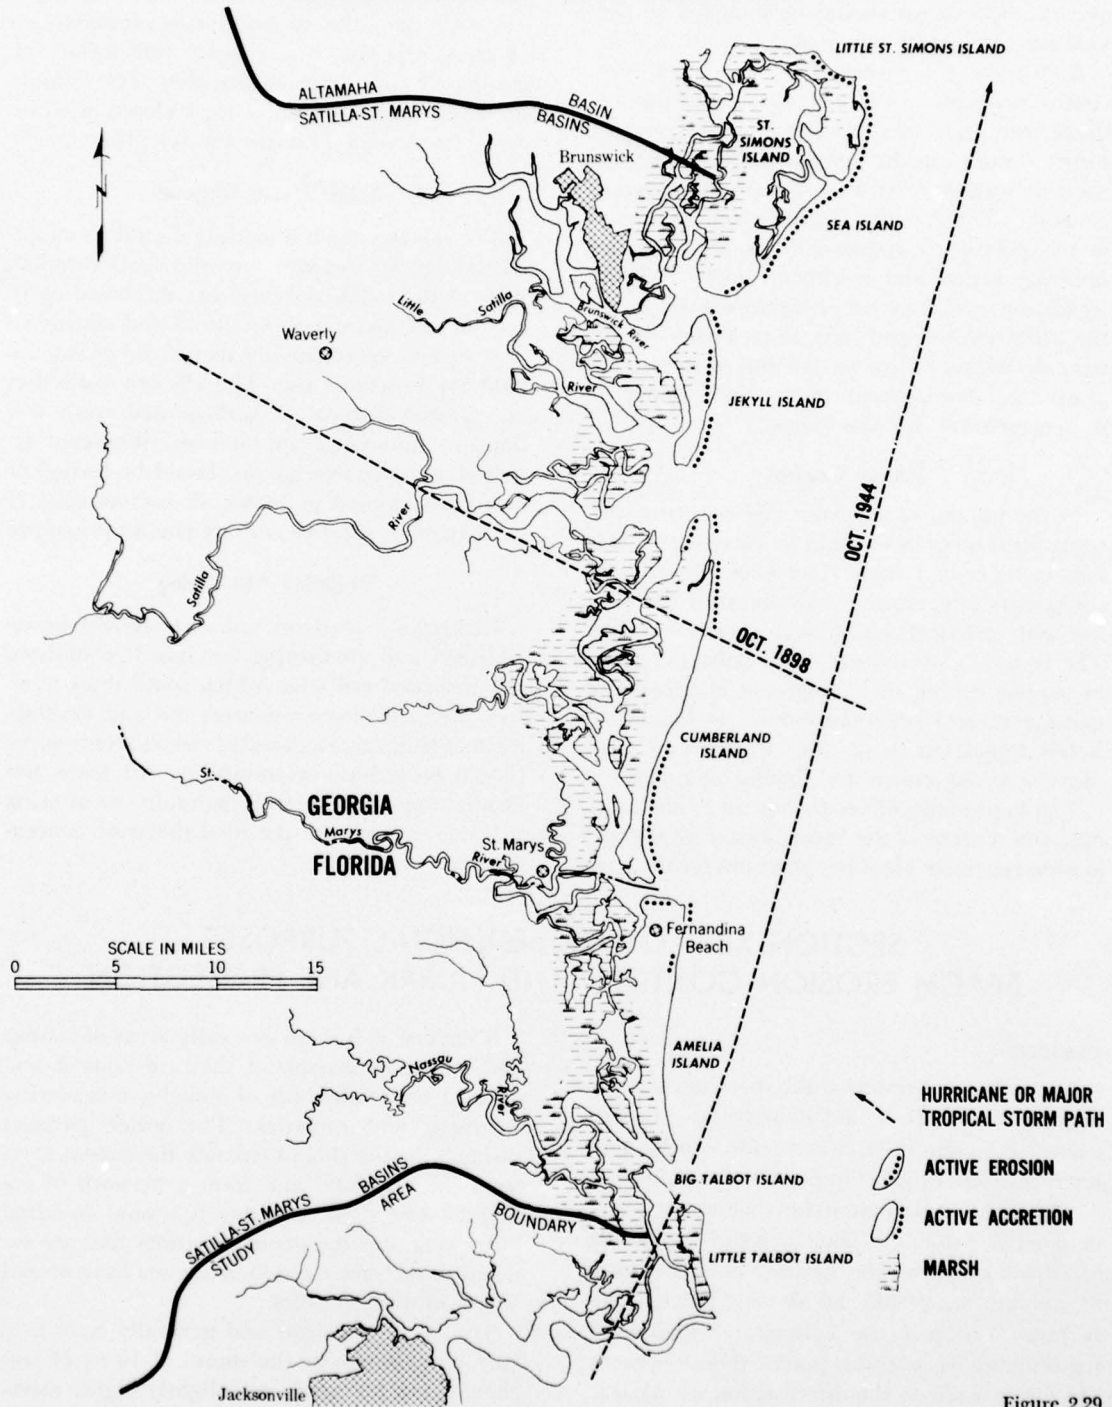 LITTLE ST. SIMONS ISLAND
ALTAMAHA BASIN
SATILLA-ST. MARYS BASINS
ST.
SIMONS
ISLAND
Brunswick
N
SEA ISLAND
Little Satilla River
Brunswick River
Waverly
JEKYLL ISLAND
OCT. 1944
Satilla River
OCT. 1898
CUMBERLAND
ISLAND
St. Marys River
GEORGIA
FLORIDA
St. Marys
Fernandina
Beach
SCALE IN MILES
0 5 10 15
AMELIA
ISLAND
Nassau River
HURRICANE OR MAJOR
TROPICAL STORM PATH
ACTIVE EROSION
ACTIVE ACCRETION
MARSH
BIG TALBOT ISLAND
SATILLA-ST. MARYS BASINS
STUDY AREA BOUNDARY
LITTLE TALBOT ISLAND
Jacksonville
Figure 2.29